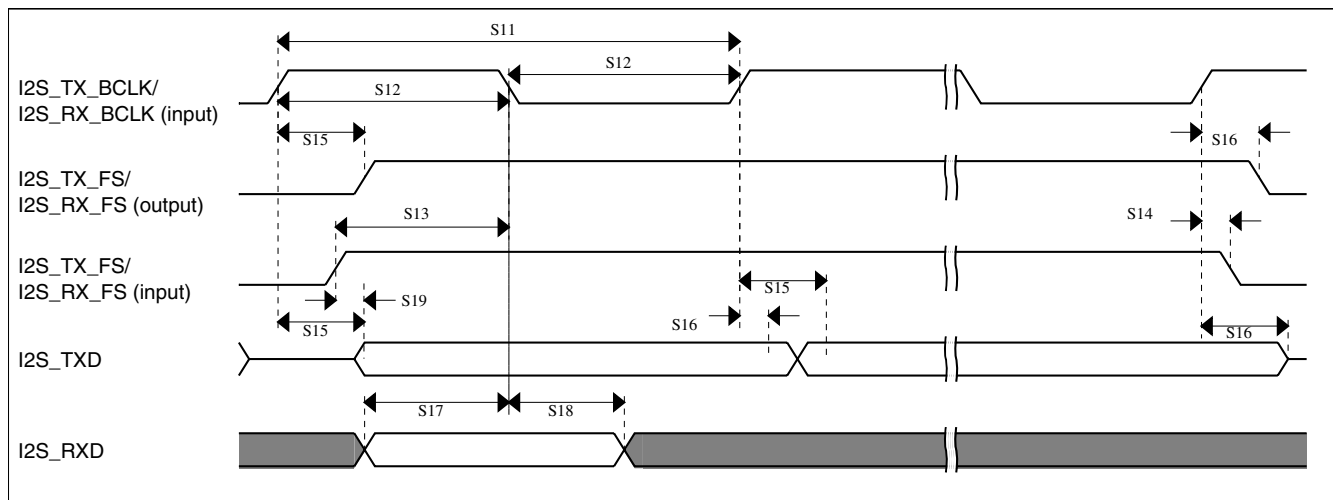 S11
S12
I2S_TX_BCLK/
I2S_RX_BCLK (input)
S12
S15
S16
I2S_TX_FS/
I2S_RX_FS (output)
S13
S14
I2S_TX_FS/
I2S_RX_FS (input)
S15
S19
S15
S16
S16
I2S_TXD
S17
S18
I2S_RXD